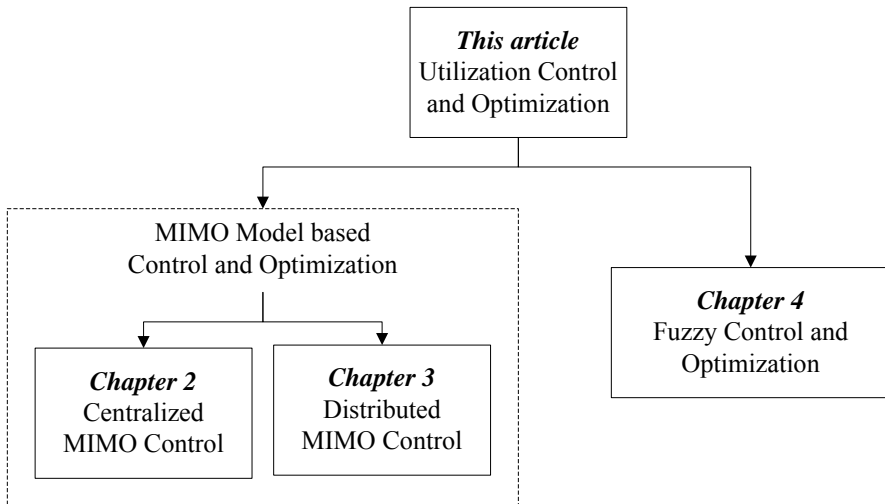 This article
Utilization Control
and Optimization
MIMO Model based
Control and Optimization
Chapter 2
Centralized
MIMO Control
Chapter 3
Distributed
MIMO Control
Chapter 4
Fuzzy Control and
Optimization